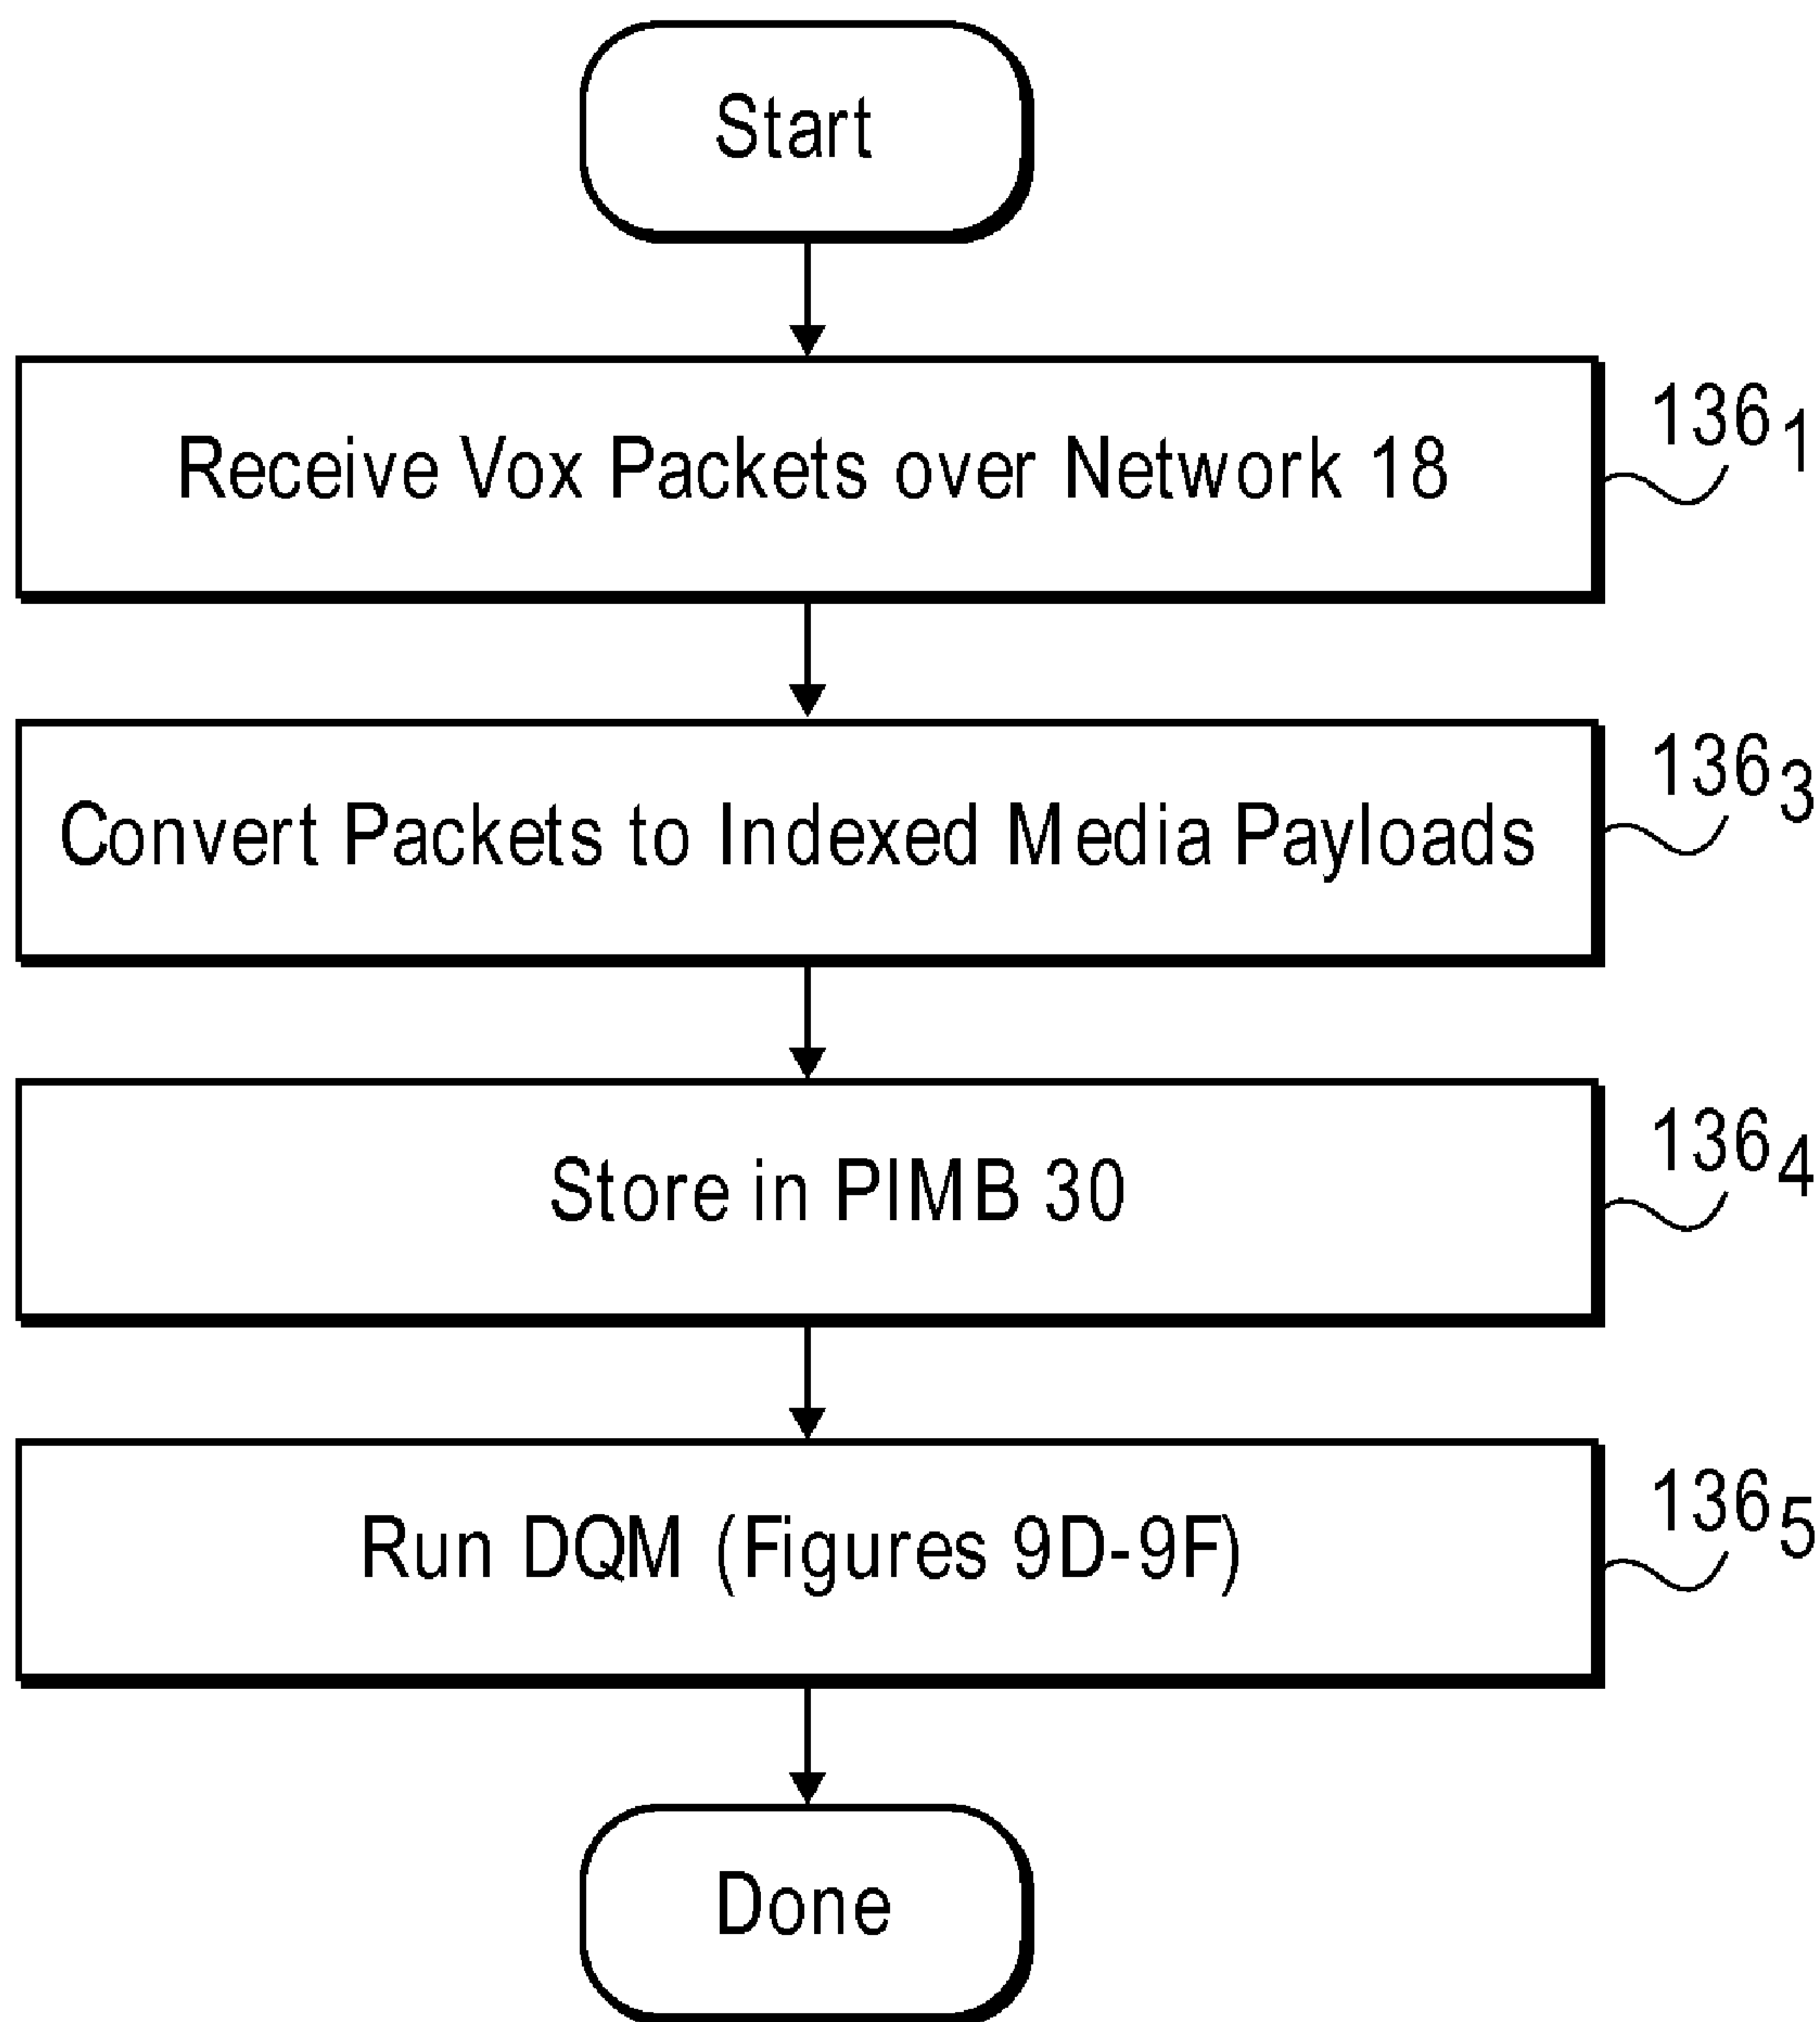 Start
Receive Vox Packets over Network 18
136₁
Convert Packets to Indexed Media Payloads
136₃
Store in PIMB 30
136₄
Run DQM (Figures 9D-9F)
136₅
Done